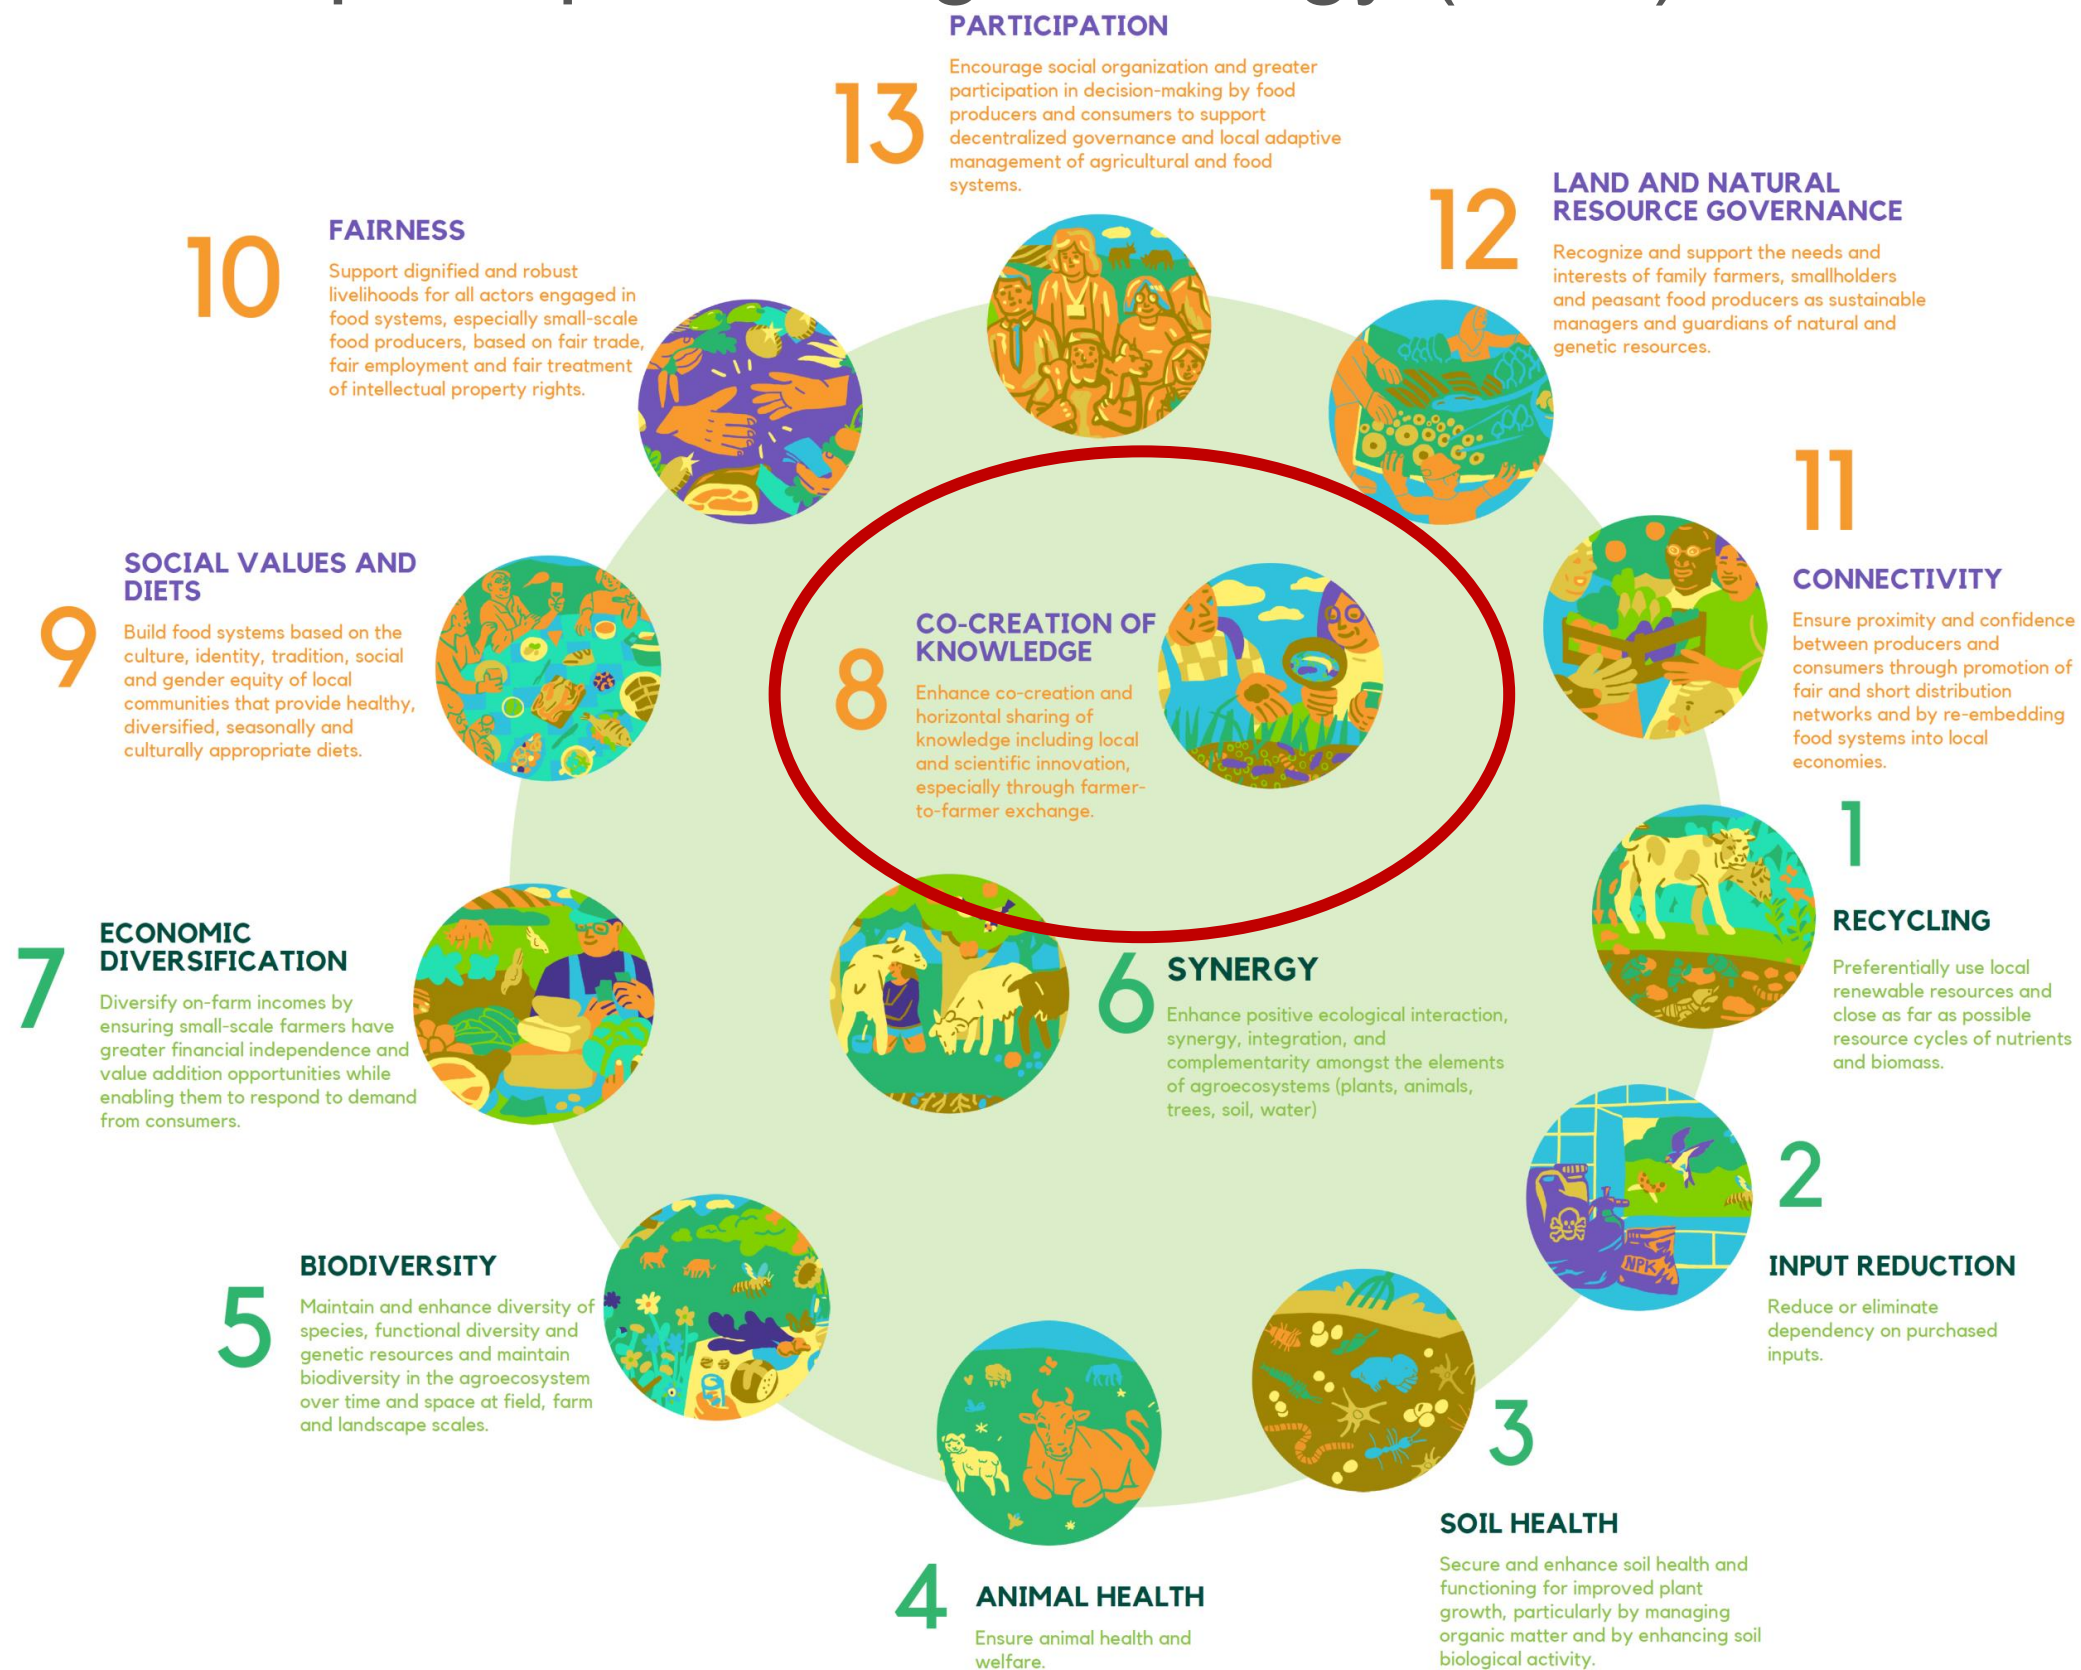 PARTICIPATION
13
Encourage social organization and greater
participation in decision-making by food
producers and consumers to support
decentralized governance and local adaptive
management of agricultural and food
systems.
12
LAND AND NATURAL
RESOURCE GOVERNANCE
Recognize and support the needs and
interests of family farmers, smallholders
and peasant food producers as sustainable
managers and guardians of natural and
genetic resources.
10
FAIRNESS
Support dignified and robust
livelihoods for all actors engaged in
food systems, especially small-scale
food producers, based on fair trade,
fair employment and fair treatment
of intellectual property rights.
11
CONNECTIVITY
Ensure proximity and confidence
between producers and
consumers through promotion of
fair and short distribution
networks and by re-embedding
food systems into local
economies.
9
SOCIAL VALUES AND
DIETS
Build food systems based on the
culture, identity, tradition, social
and gender equity of local
communities that provide healthy,
diversified, seasonally and
culturally appropriate diets.
8
CO-CREATION OF
KNOWLEDGE
Enhance co-creation and
horizontal sharing of
knowledge including local
and scientific innovation,
especially through farmer-
to-farmer exchange.
1
RECYCLING
Preferentially use local
renewable resources and
close as far as possible
resource cycles of nutrients
and biomass.
7
ECONOMIC
DIVERSIFICATION
Diversify on-farm incomes by
ensuring small-scale farmers have
greater financial independence and
value addition opportunities while
enabling them to respond to demand
from consumers.
6
SYNERGY
Enhance positive ecological interaction,
synergy, integration, and
complementarity amongst the elements
of agroecosystems (plants, animals,
trees, soil, water)
2
NPK
INPUT REDUCTION
Reduce or eliminate
dependency on purchased
inputs.
5
BIODIVERSITY
Maintain and enhance diversity of
species, functional diversity and
genetic resources and maintain
biodiversity in the agroecosystem
over time and space at field, farm
and landscape scales.
3
SOIL HEALTH
Secure and enhance soil health and
functioning for improved plant
growth, particularly by managing
organic matter and by enhancing soil
biological activity.
4
ANIMAL HEALTH
Ensure animal health and
welfare.